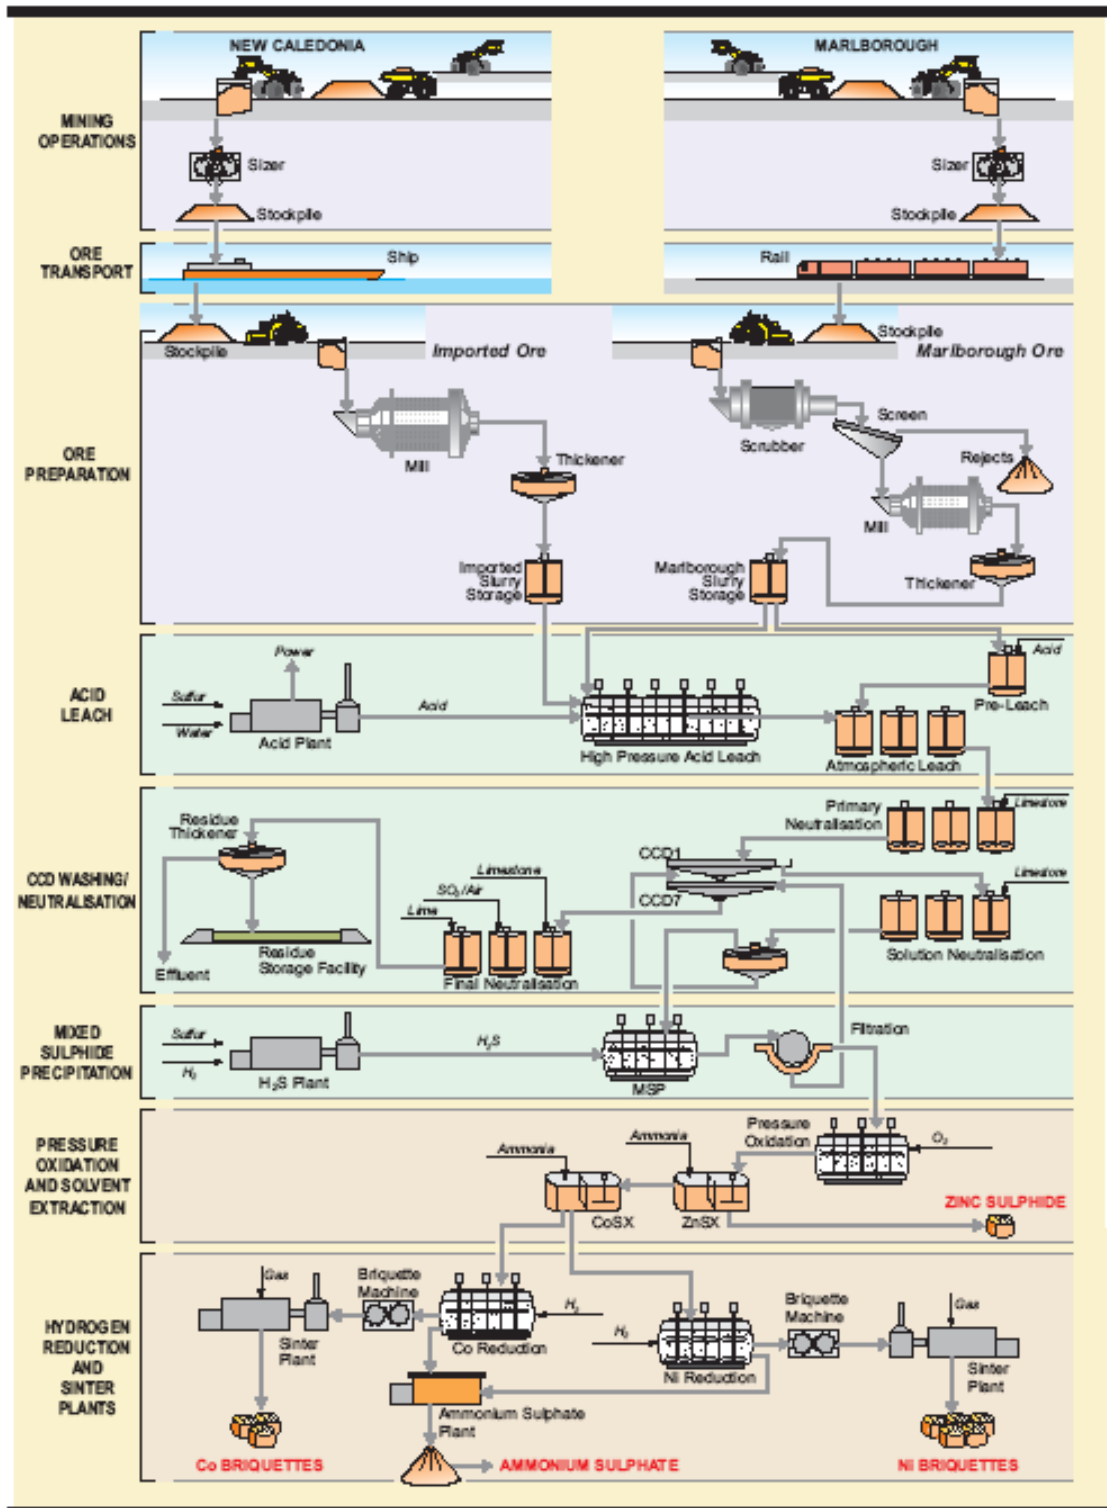 NEW CALEDONIA
MARLBOROUGH
MINING
OPERATIONS
Sizer
Sizer
Stockpile
Stockpile
ORE
TRANSPORT
Ship
Rail
Stockpile
Imported Ore
Stockpile
Marlborough Ore
ORE
PREPARATION
Mill
Thickener
Scrubber
Screen
Rejects
Mill
Thickener
Imported
Slurry
Storage
Marlborough
Slurry
Storage
ACID
LEACH
Power
Sulfur
Water
Acid Plant
Acid
High Pressure Acid Leach
Acid
Pre-Leach
Atmospheric Leach
CCD WASHING/
NEUTRALISATION
Residue
Thickener
Primary
Neutralisation
Limestone
CCD1
CCD7
Limestone
SO₂/Air
Lime
Limestone
Residue
Storage Facility
Effluent
Final Neutralisation
Solution Neutralisation
MIXED
SULPHIDE
PRECIPITATION
Sulfur
H₂
H₂S Plant
H₂S
MSP
Filtration
PRESSURE
OXIDATION
AND SOLVENT
EXTRACTION
Pressure
Oxidation
O₂
Ammonia
Ammonia
CoSX
ZnSX
ZINC SULPHIDE
HYDROGEN
REDUCTION
AND
SINTER
PLANTS
Gas
Briquette
Machine
Sinter
Plant
H₂
Co Reduction
H₂
Ni Reduction
Briquette
Machine
Gas
Sinter
Plant
Ammonium Sulphate
Plant
Co BRIQUETTES
AMMONIUM SULPHATE
Ni BRIQUETTES